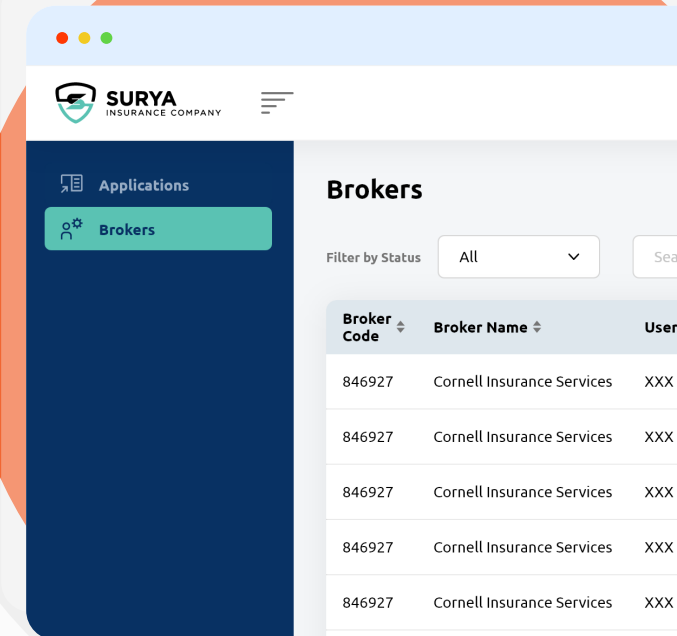 SURYA
INSURANCE COMPANY
Applications
Brokers
Brokers
Filter by Status
All
Sea
Broker Code
Broker Name
User
846927 Cornell Insurance Services XXX
846927 Cornell Insurance Services XXX
846927 Cornell Insurance Services XXX
846927 Cornell Insurance Services XXX
846927 Cornell Insurance Services XXX